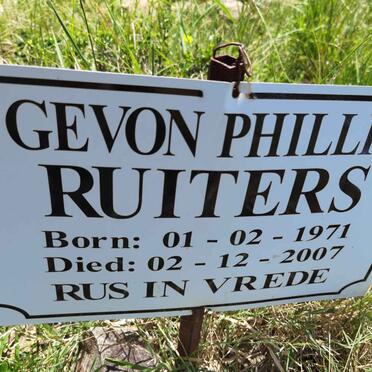 GEVON PHILLI
RUITERS
Born: 01 - 02 - 1971
Died: 02 - 12 - 2007
RUS IN VREDE